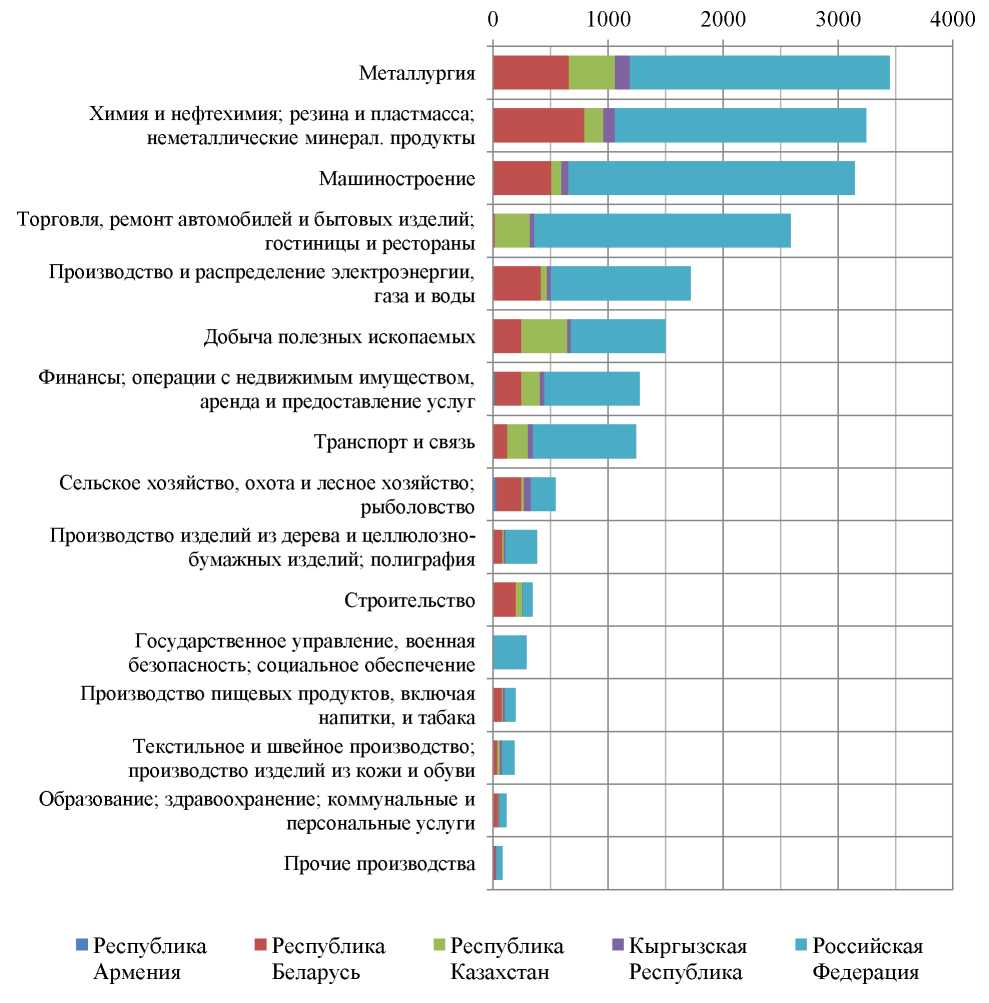 0 1000 2000 3000 4000
Металлургия
Химия и нефтехимия; резина и пластмасса;
неметаллические минерал. продукты
Машиностроение
Торговля, ремонт автомобилей и бытовых изделий;
гостиницы и рестораны
Производство и распределение электроэнергии,
газа и воды
Добыча полезных ископаемых
Финансы; операции с недвижимым имуществом,
аренда и предоставление услуг
Транспорт и связь
Сельское хозяйство, охота и лесное хозяйство;
рыболовство
Производство изделий из дерева и целлюлозно-
бумажных изделий; полиграфия
Строительство
Государственное управление, военная
безопасность; социальное обеспечение
Производство пищевых продуктов, включая
напитки, и табака
Текстильное и швейное производство;
производство изделий из кожи и обуви
Образование; здравоохранение; коммунальные и
персональные услуги
Прочие производства
Республика
Армения
Республика
Беларусь
Республика
Казахстан
Кыргызская
Республика
Российская
Федерация